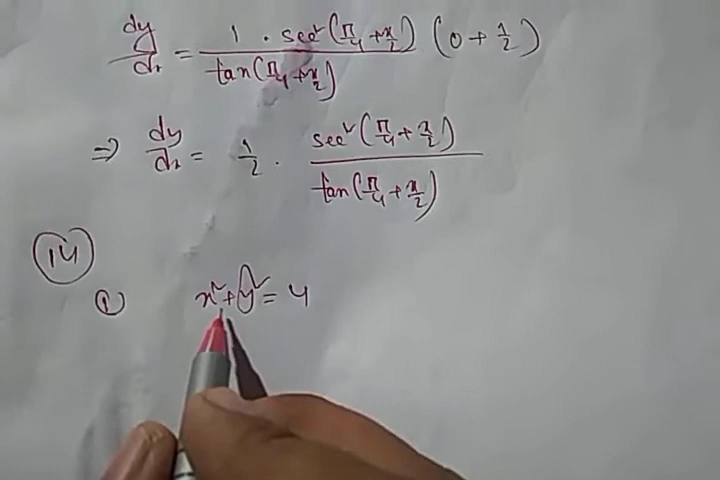 dy/dx = 1 · sec²(π/4 + x/2) / tan(π/4 + x/2) (0 + 1/2)
⇒ dy/dx = 1/2 · sec²(π/4 + x/2) / tan(π/4 + x/2)
14
① x² + y² = 4